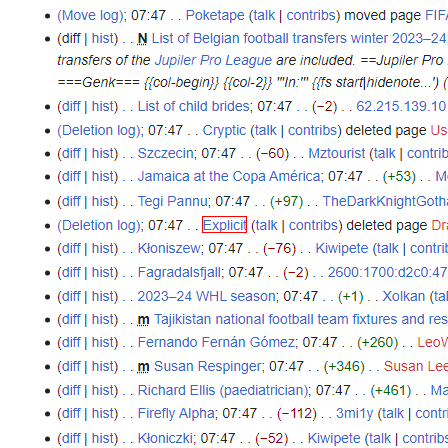 (Move log); 07:47 . . Poketape (talk | contribs) moved page FIFA
(diff | hist) . . N List of Belgian football transfers winter 2023–24
transfers of the Jupiler Pro League are included. ==Jupiler Pro
===Genk=== {{col-begin}} {{col-2}} '''In:''' {{fs start|hidenote...') (
(diff | hist) . . List of child brides; 07:47 . . (−2) . . 62.215.139.10
(Deletion log); 07:47 . . Cryptic (talk | contribs) deleted page Us
(diff | hist) . . Szczecin; 07:47 . . (−60) . . Mztourist (talk | contrib
(diff | hist) . . Jamaica at the Copa América; 07:47 . . (+53) . . M
(diff | hist) . . Tegi Pannu; 07:47 . . (+97) . . TheDarkKnightGoth
(Deletion log); 07:47 . . Explicit (talk | contribs) deleted page Dr
(diff | hist) . . Kłoniszew; 07:47 . . (−76) . . Kiwipete (talk | contri
(diff | hist) . . Fagradalsfjall; 07:47 . . (−2) . . 2600:1700:d2c0:47
(diff | hist) . . 2023–24 WHL season; 07:47 . . (+1) . . Xolkan (ta
(diff | hist) . . m Tajikistan national football team fixtures and res
(diff | hist) . . Fernando Fernán Gómez; 07:47 . . (+260) . . Leo
(diff | hist) . . m Susan Respinger; 07:47 . . (+346) . . Susan Lee
(diff | hist) . . Richard Ellis (paediatrician); 07:47 . . (+461) . . Ma
(diff | hist) . . Firefly Alpha; 07:47 . . (−112) . . 3mi1y (talk | contr
(diff | hist) . . Kłoniczki; 07:47 . . (−52) . . Kiwipete (talk | contribs